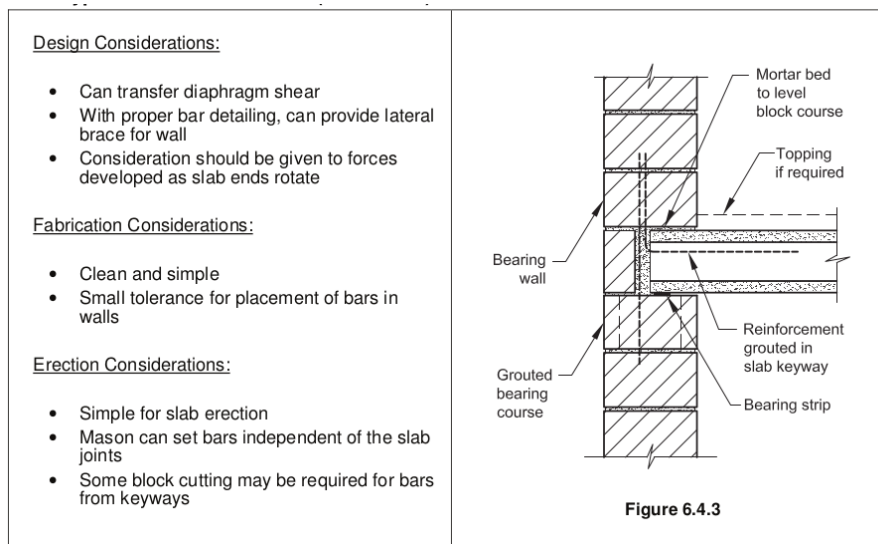 Design Considerations:
• Can transfer diaphragm shear
• With proper bar detailing, can provide lateral
brace for wall
• Consideration should be given to forces
developed as slab ends rotate
Fabrication Considerations:
• Clean and simple
• Small tolerance for placement of bars in
walls
Erection Considerations:
• Simple for slab erection
• Mason can set bars independent of the slab
joints
• Some block cutting may be required for bars
from keyways
Mortar bed
to level
block course
Topping
if required
Bearing
wall
Reinforcement
grouted in
slab keyway
Grouted
bearing
course
Bearing strip
Figure 6.4.3